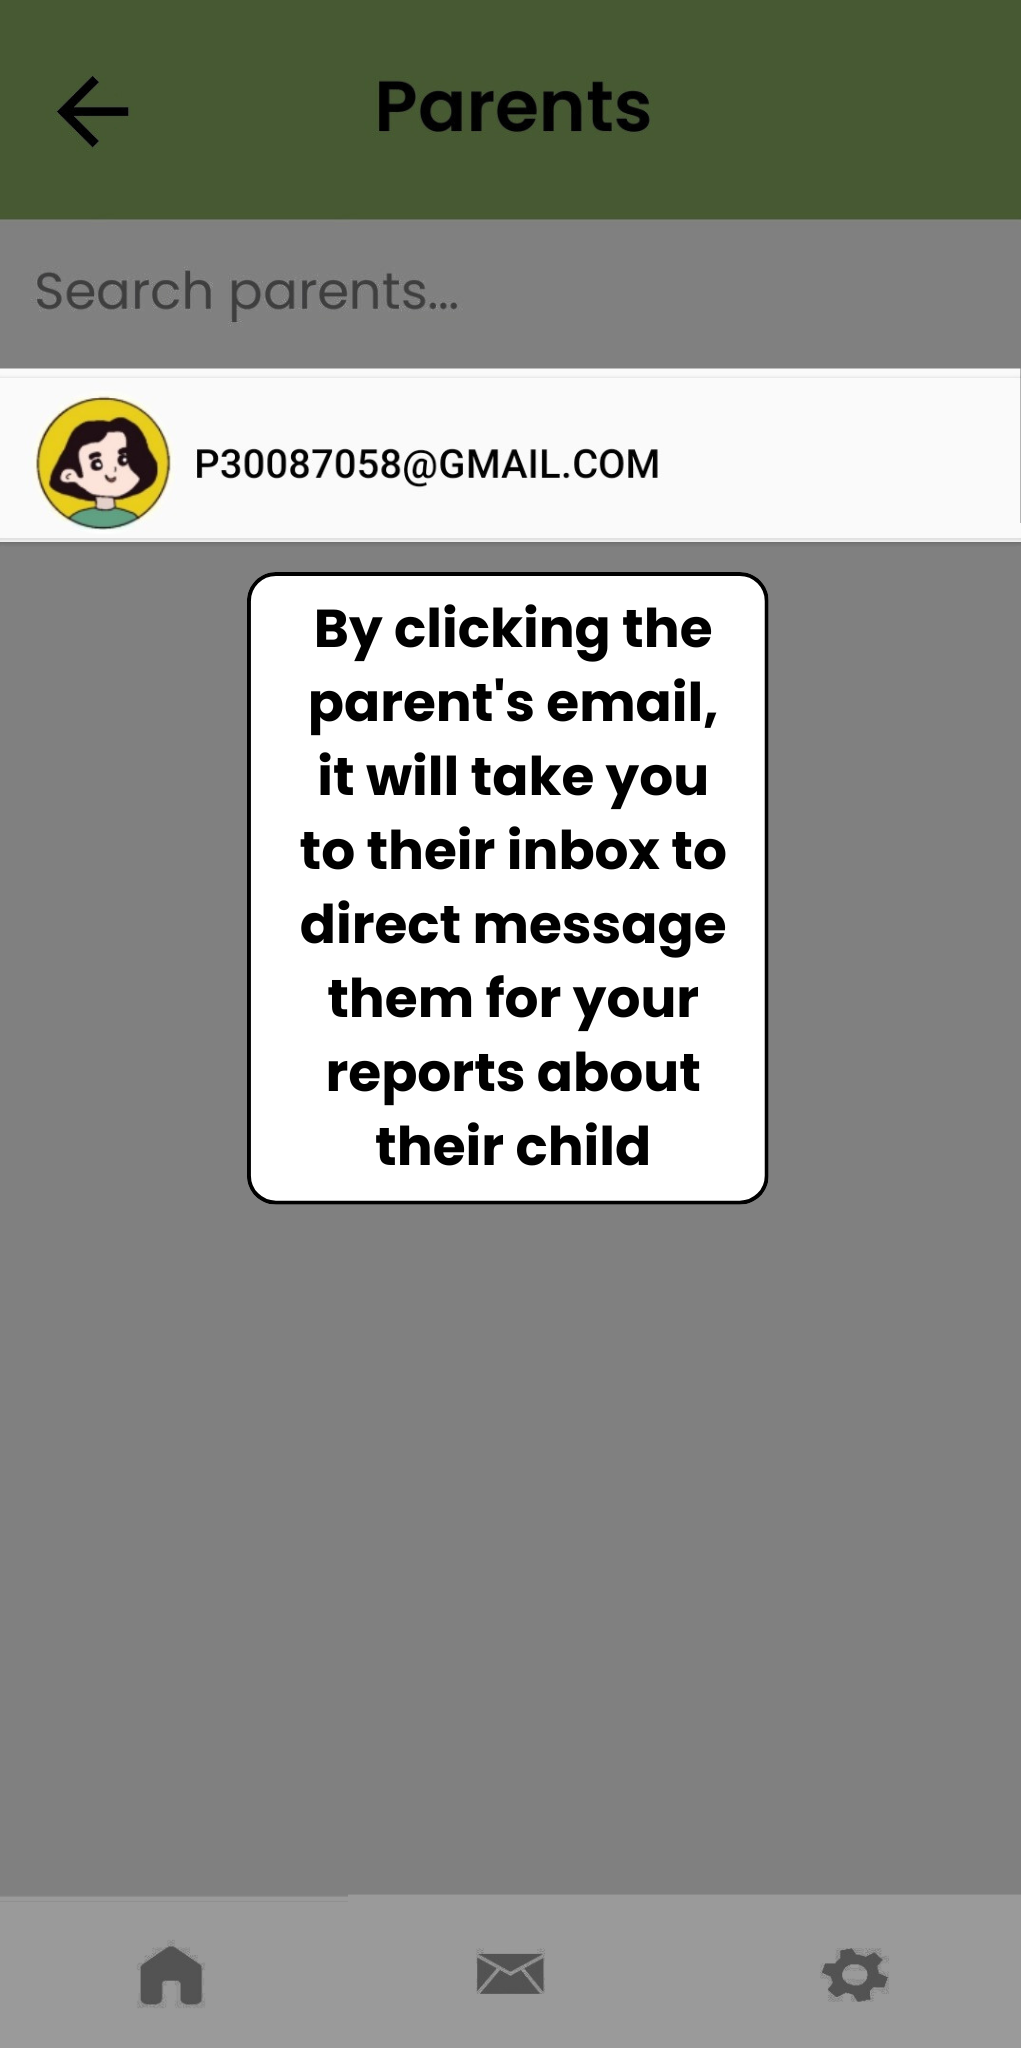 Parents
Search parents...
P30087058@GMAIL.COM
By clicking the
parent's email,
it will take you
to their inbox to
direct message
them for your
reports about
their child